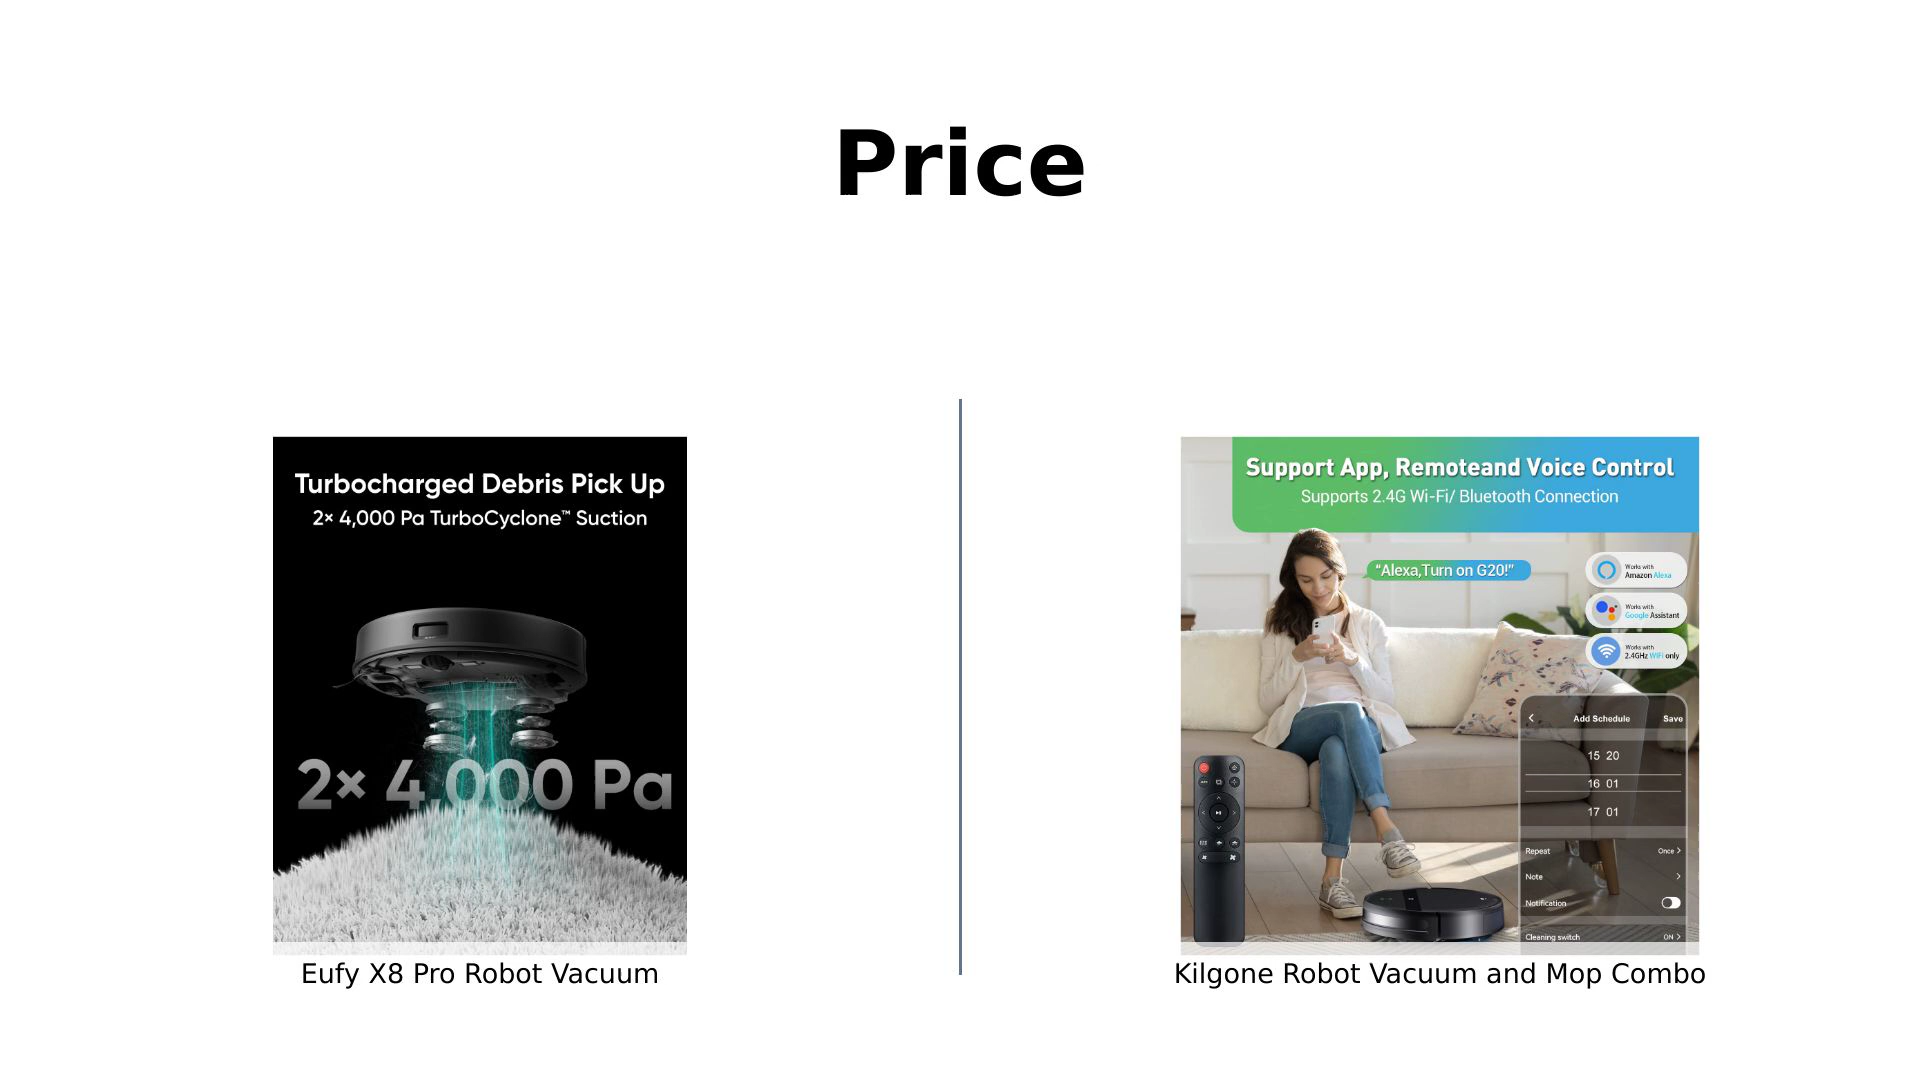 Price
Turbocharged Debris Pick Up
2× 4,000 Pa TurboCyclone™ Suction
2× 4,000 Pa
Eufy X8 Pro Robot Vacuum
Support App, Remoteand Voice Control
Supports 2.4G Wi-Fi/ Bluetooth Connection
“Alexa,Turn on G20!”
Works with
Amazon Alexa
Works with
Google Assistant
Works with
2.4GHz WIFI only
Add Schedule Save
15 20
16 01
17 01
Repeat Once
Note
Notification
Cleaning switch ON
Kilgone Robot Vacuum and Mop Combo